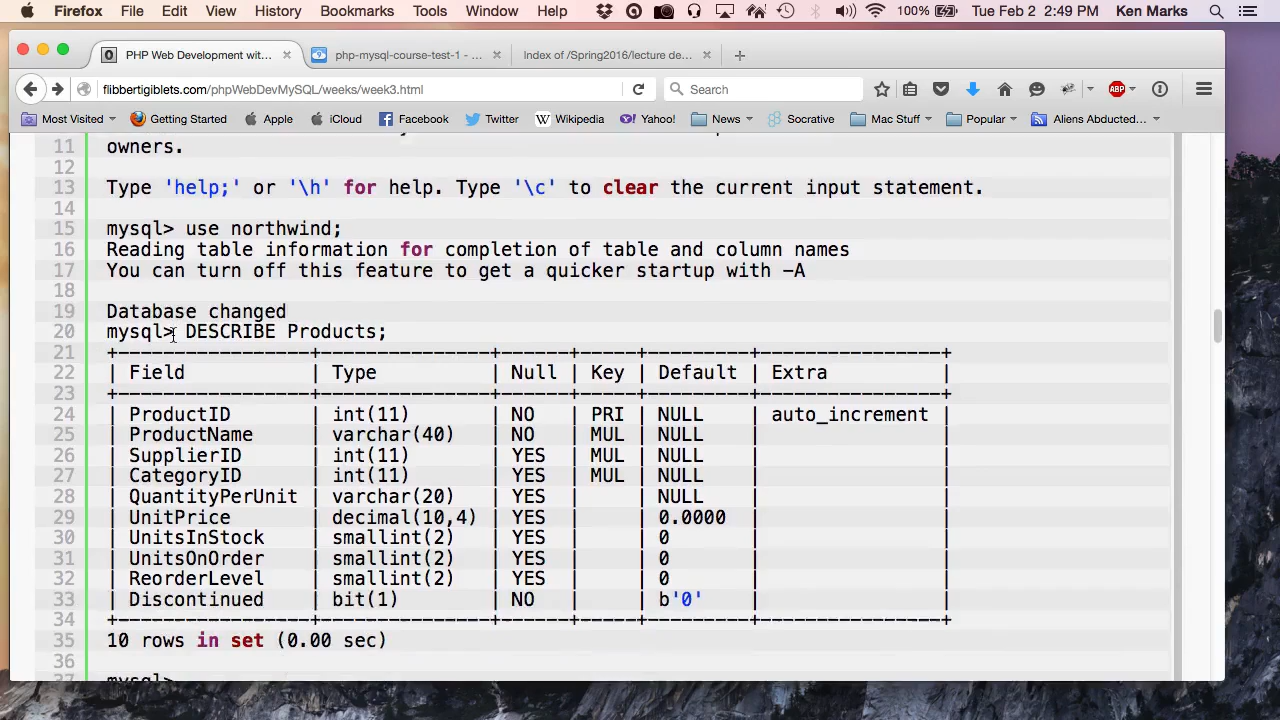 Firefox File Edit View History Bookmarks Tools Window Help 100% Tue Feb 2 2:49 PM Ken Marks
PHP Web Development wit... php-mysql-course-test-1 - ... Index of /Spring2016/lecture de...
flibbertigiblets.com/phpWebDevMySQL/weeks/week3.html Search ABP
Most Visited Getting Started Apple iCloud Facebook Twitter Wikipedia Yahoo! News Socrative Mac Stuff Popular Aliens Abducted...
11 owners.
12
13 Type 'help;' or '\h' for help. Type '\c' to clear the current input statement.
14
15 mysql> use northwind;
16 Reading table information for completion of table and column names
17 You can turn off this feature to get a quicker startup with -A
18
19 Database changed
20 mysql> DESCRIBE Products;
21 +------------------+---------------+------+-----+---------+----------------+
22 | Field | Type | Null | Key | Default | Extra |
23 +------------------+---------------+------+-----+---------+----------------+
24 | ProductID | int(11) | NO | PRI | NULL | auto_increment |
25 | ProductName | varchar(40) | NO | MUL | NULL | |
26 | SupplierID | int(11) | YES | MUL | NULL | |
27 | CategoryID | int(11) | YES | MUL | NULL | |
28 | QuantityPerUnit | varchar(20) | YES | | NULL | |
29 | UnitPrice | decimal(10,4) | YES | | 0.0000 | |
30 | UnitsInStock | smallint(2) | YES | | 0 | |
31 | UnitsOnOrder | smallint(2) | YES | | 0 | |
32 | ReorderLevel | smallint(2) | YES | | 0 | |
33 | Discontinued | bit(1) | NO | | b'0' | |
34 +------------------+---------------+------+-----+---------+----------------+
35 10 rows in set (0.00 sec)
36
37 mysql>